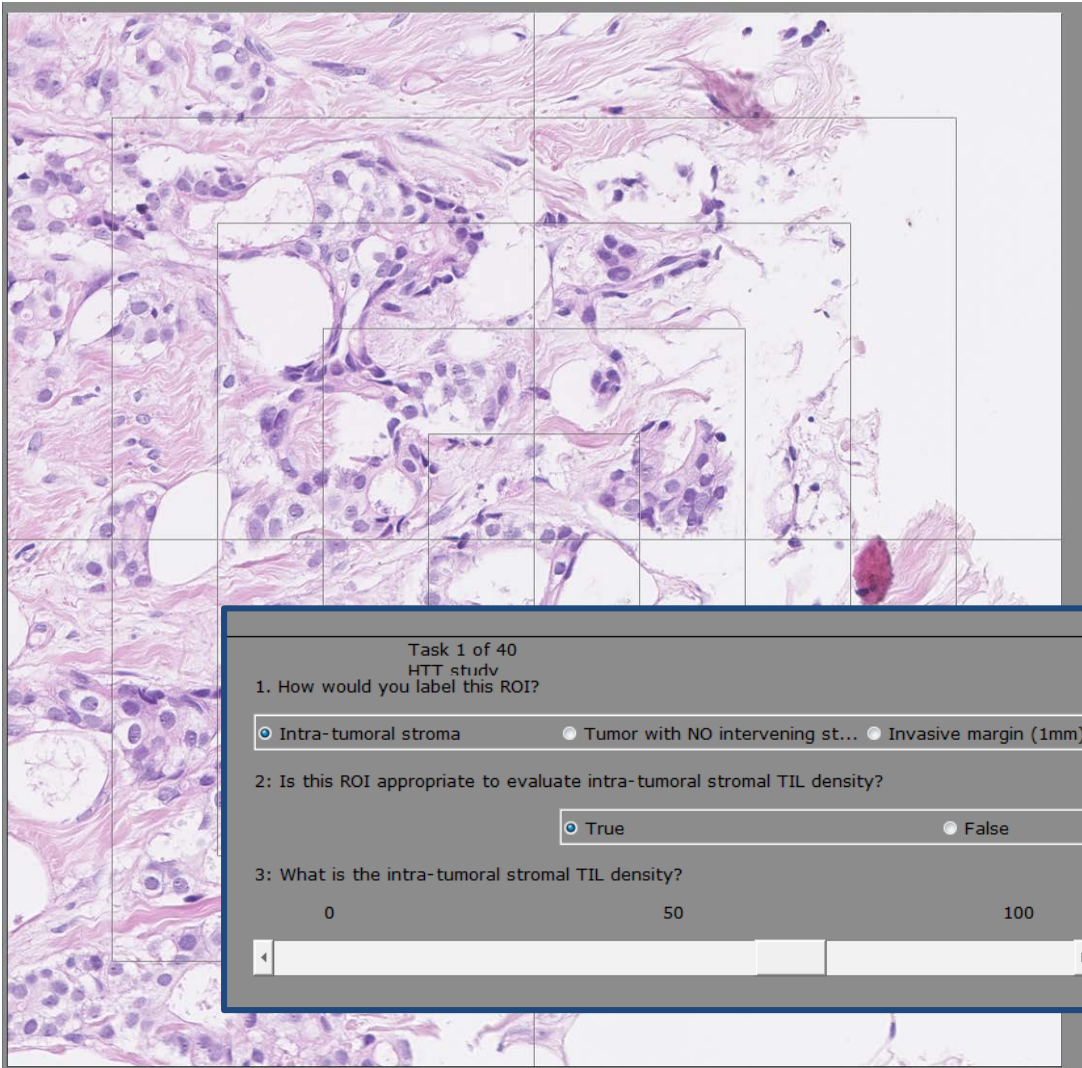 Task 1 of 40
HTT study
1. How would you label this ROI?
Intra-tumoral stroma Tumor with NO intervening st... Invasive margin (1mm)
2: Is this ROI appropriate to evaluate intra-tumoral stromal TIL density?
True False
3: What is the intra-tumoral stromal TIL density?
0 50 100